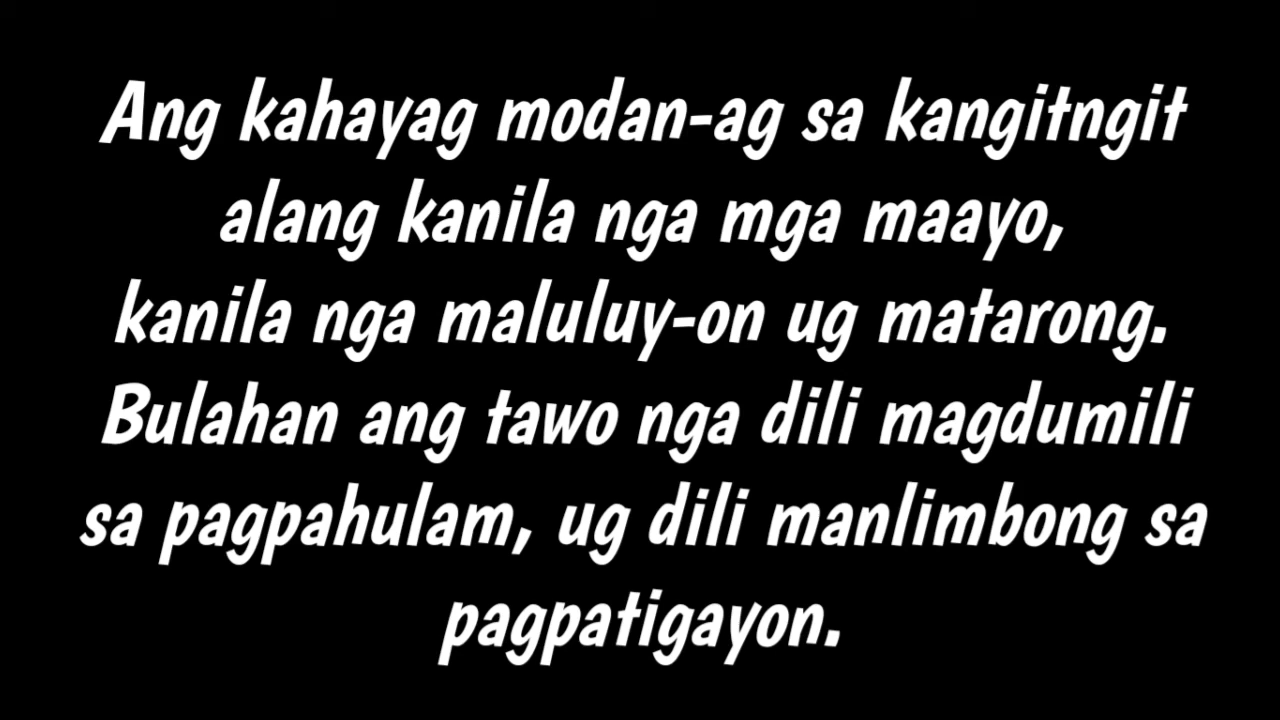 Ang kahayag modan-ag sa kangitngit
alang kanila nga mga maayo,
kanila nga maluluy-on ug matarong.
Bulahan ang tawo nga dili magdumili
sa pagpahulam, ug dili manlimbong sa
pagpatigayon.